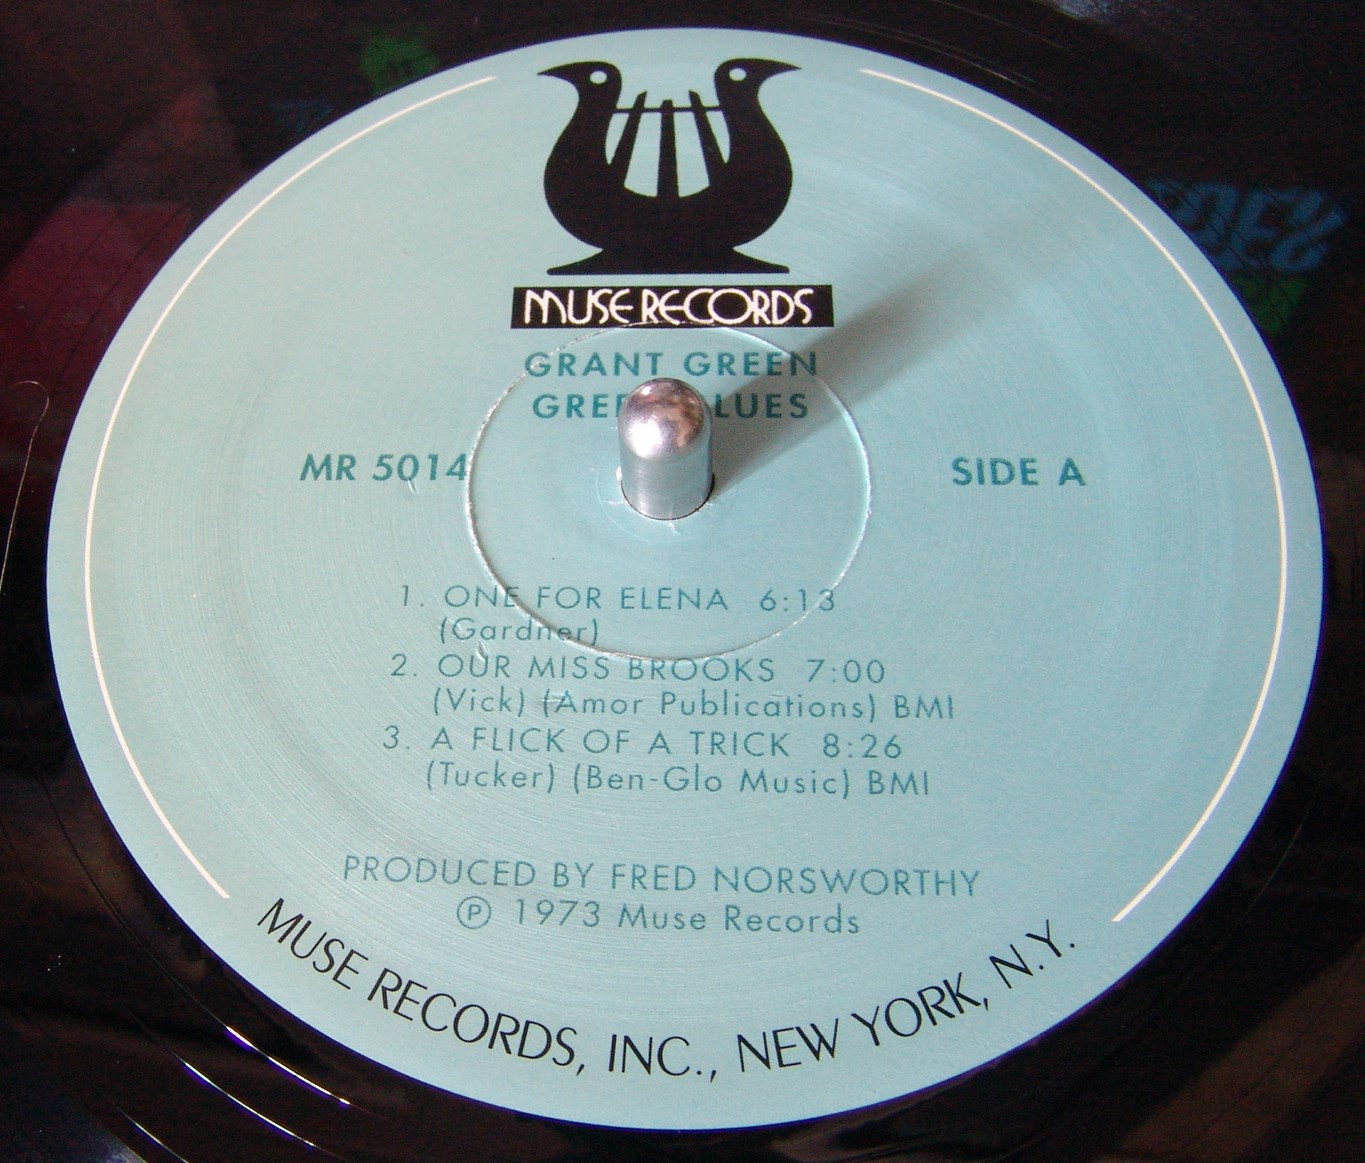 MUSE RECORDS
GRANT GREEN
MR 5014
SIDE A
1. ONE FOR ELENA 6:13
(Gardner)
2. OUR MISS BROOKS 7:00
(Vick) (Amor Publications) BMI
3. A FLICK OF A TRICK 8:26
(Tucker) (Ben-Glo Music) BMI
PRODUCED BY FRED NORSWORTHY
Ⓟ 1973 Muse Records
MUSE RECORDS, INC., NEW YORK, N.Y.